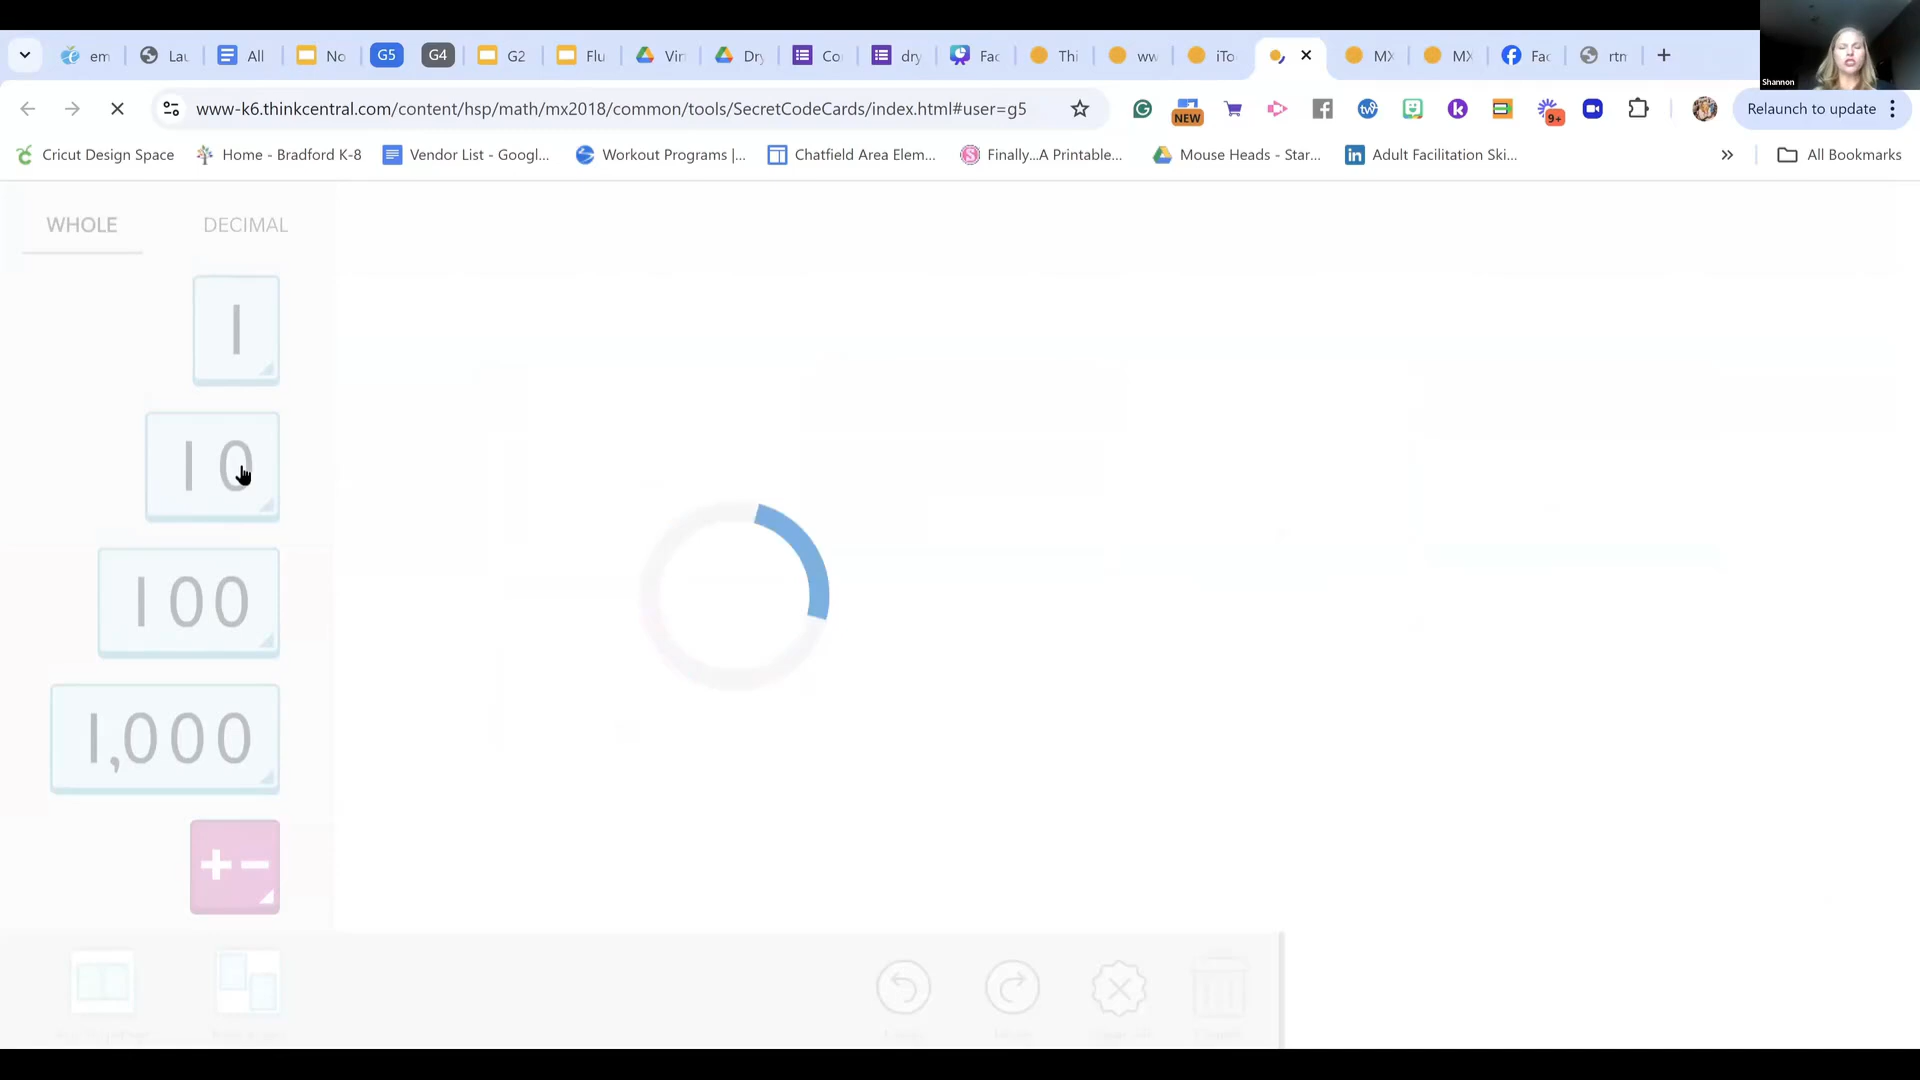 em
Lau
All
No
G5
G4
G2
Flu
Vir
Dry
Co
dry
Fac
Thi
ww
iTo
MX
MX
Fac
rtn
Shannon
www-k6.thinkcentral.com/content/hsp/math/mx2018/common/tools/SecretCodeCards/index.html#user=g5
NEW
9+
Relaunch to update
Cricut Design Space
Home - Bradford K-8
Vendor List - Googl...
Workout Programs |...
Chatfield Area Elem...
Finally...A Printable...
Mouse Heads - Star...
Adult Facilitation Ski...
All Bookmarks
WHOLE DECIMAL
1
10
100
1,000
+ −